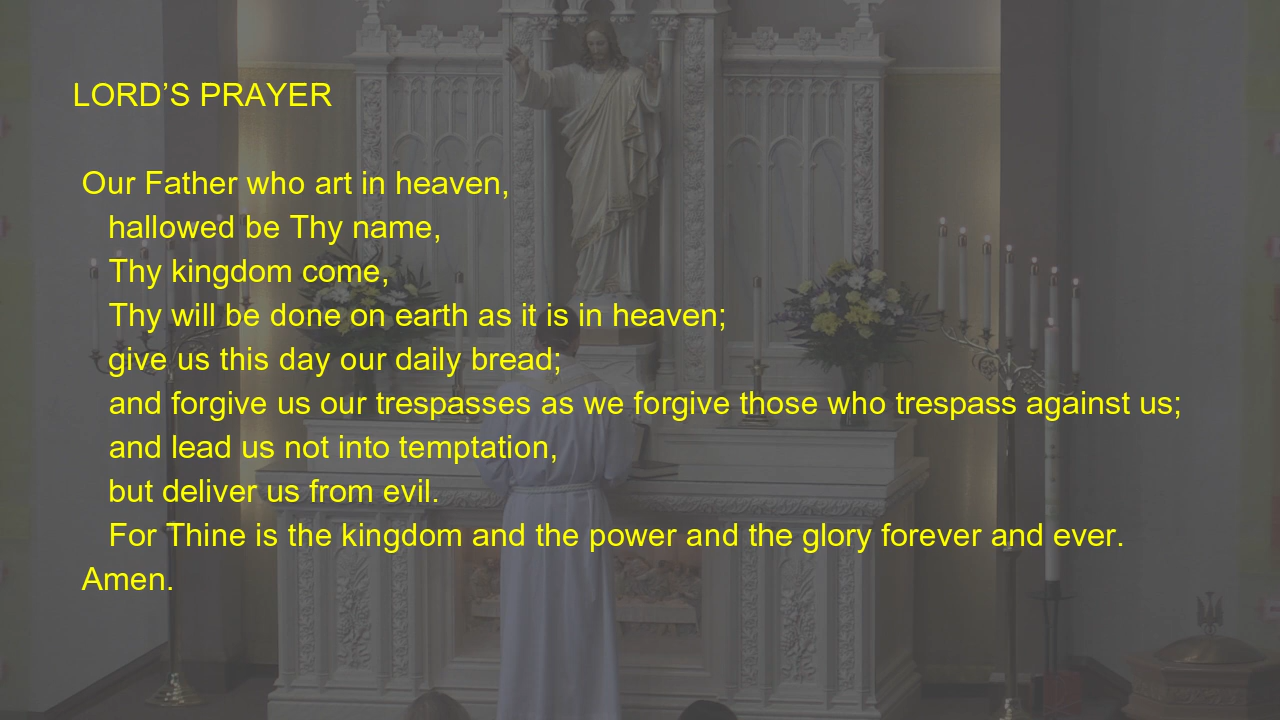 LORD’S PRAYER
Our Father who art in heaven,
hallowed be Thy name,
Thy kingdom come,
Thy will be done on earth as it is in heaven;
give us this day our daily bread;
and forgive us our trespasses as we forgive those who trespass against us;
and lead us not into temptation,
but deliver us from evil.
For Thine is the kingdom and the power and the glory forever and ever.
Amen.